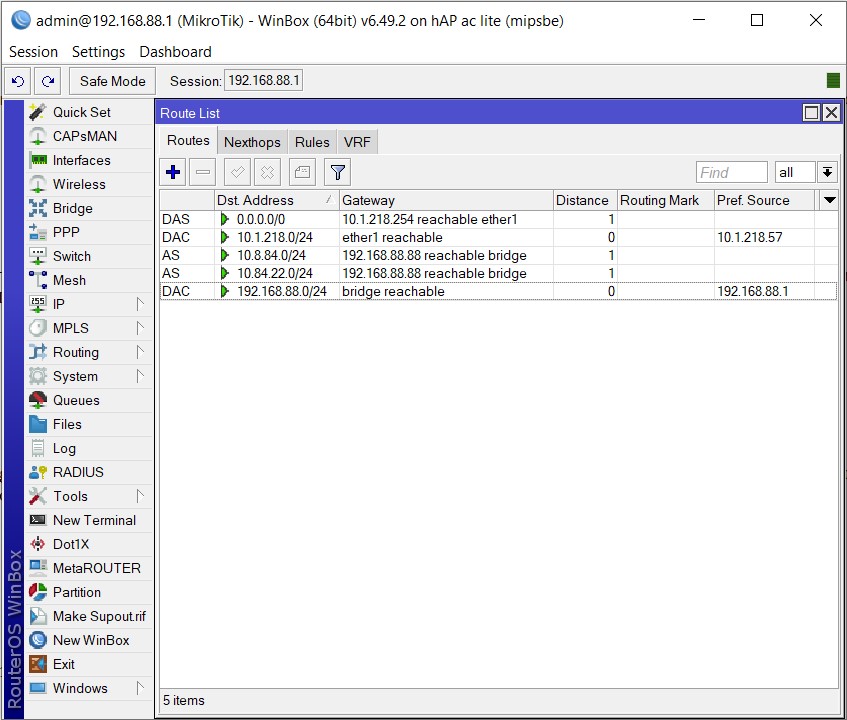 admin@192.168.88.1 (MikroTik) - WinBox (64bit) v6.49.2 on hAP ac lite (mipsbe)
Session Settings Dashboard
Safe Mode Session: 192.168.88.1
Quick Set
CAPsMAN
Interfaces
Wireless
Bridge
PPP
Switch
Mesh
255 IP
MPLS
Routing
System
Queues
Files
Log
RADIUS
Tools
New Terminal
Dot1X
MetaROUTER
Partition
Make Supout.rif
New WinBox
Exit
Windows
RouterOS WinBox
Route List
Routes Nexthops Rules VRF
Find all
Dst. Address Gateway Distance Routing Mark Pref. Source
DAS 0.0.0.0/0 10.1.218.254 reachable ether1 1
DAC 10.1.218.0/24 ether1 reachable 0 10.1.218.57
AS 10.8.84.0/24 192.168.88.88 reachable bridge 1
AS 10.84.22.0/24 192.168.88.88 reachable bridge 1
DAC 192.168.88.0/24 bridge reachable 0 192.168.88.1
5 items